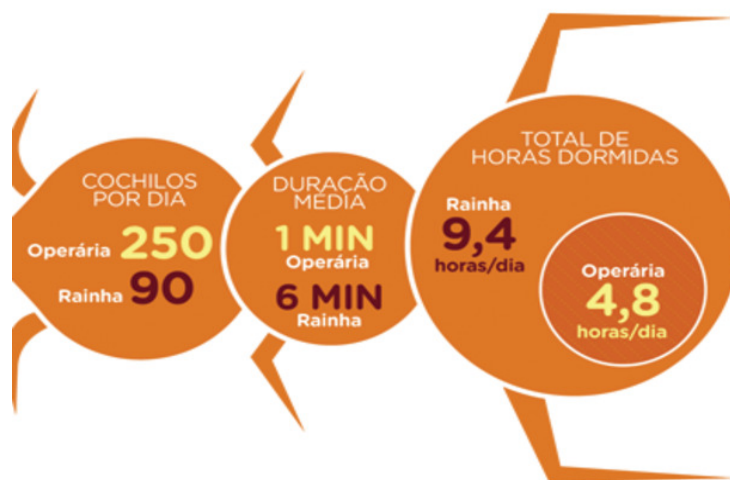 COCHILOS
POR DIA
Operária 250
Rainha 90
DURAÇÃO
MÉDIA
1 MIN
Operária
6 MIN
Rainha
TOTAL DE
HORAS DORMIDAS
Rainha
9,4
horas/dia
Operária
4,8
horas/dia